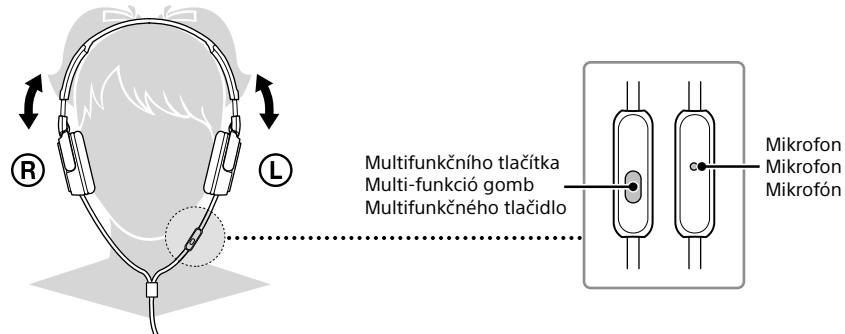 R
L
Multifunkčního tlačítka
Multi-funkció gomb
Multifunkčného tlačidlo
Mikrofon
Mikrofon
Mikrofón